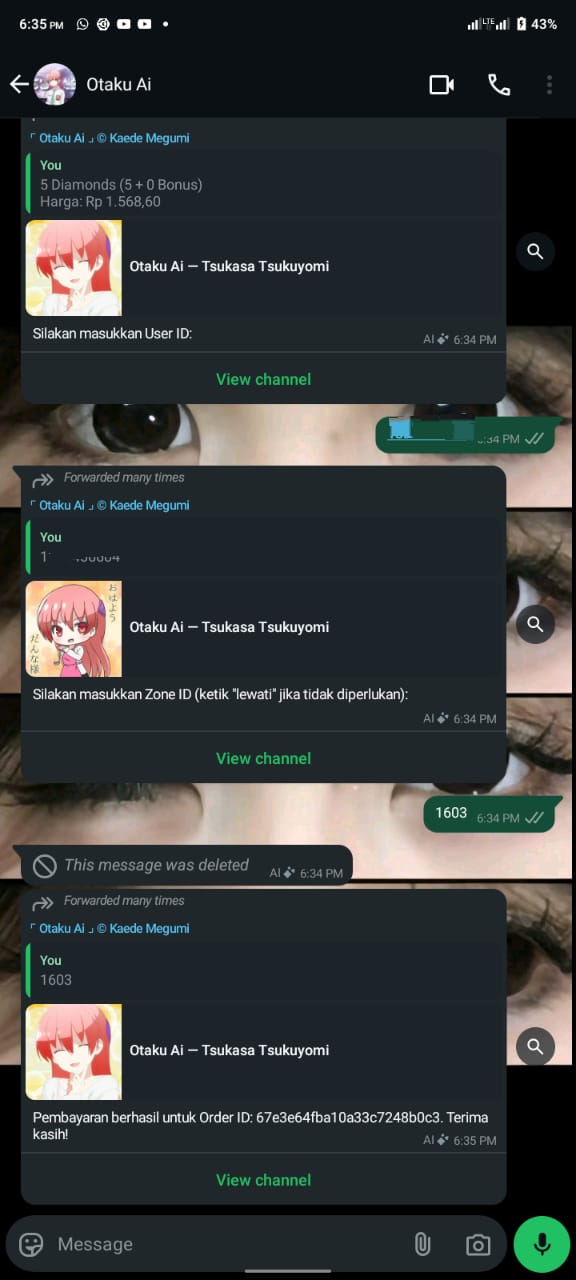 6:35 PM
LTE
43%
Otaku Ai
「 Otaku Ai 」 © Kaede Megumi
You
5 Diamonds (5 + 0 Bonus)
Harga: Rp 1.568,60
Otaku Ai — Tsukasa Tsukuyomi
Silakan masukkan User ID:
AI 6:34 PM
View channel
:34 PM
Forwarded many times
「 Otaku Ai 」 © Kaede Megumi
You
おはよう
だんな様
Otaku Ai — Tsukasa Tsukuyomi
Silakan masukkan Zone ID (ketik "lewati" jika tidak diperlukan):
AI 6:34 PM
View channel
1603 6:34 PM
This message was deleted AI 6:34 PM
Forwarded many times
「 Otaku Ai 」 © Kaede Megumi
You
1603
Otaku Ai — Tsukasa Tsukuyomi
Pembayaran berhasil untuk Order ID: 67e3e64fba10a33c7248b0c3. Terima
kasih!
AI 6:35 PM
View channel
Message